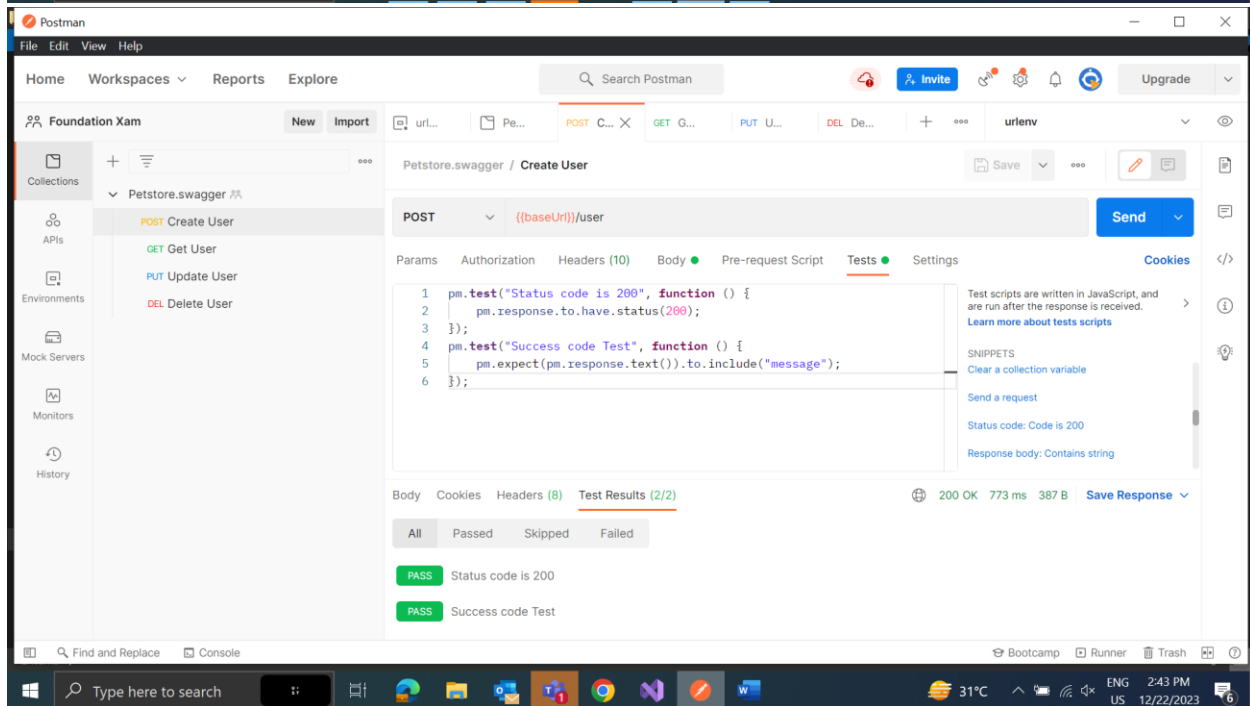 Postman
File Edit View Help
Home Workspaces Reports Explore Search Postman Invite Upgrade
Foundation Xam New Import url... Pe... POST C... GET G... PUT U... DEL De... urlenv
Collections
APIs
Environments
Mock Servers
Monitors
History
Petstore.swagger
POST Create User
GET Get User
PUT Update User
DEL Delete User
Petstore.swagger / Create User Save
POST {{baseUrl}}/user Send
Params Authorization Headers (10) Body Pre-request Script Tests Settings Cookies
1 pm.test("Status code is 200", function () {
2 pm.response.to.have.status(200);
3 });
4 pm.test("Success code Test", function () {
5 pm.expect(pm.response.text()).to.include("message");
6 });
Test scripts are written in JavaScript, and
are run after the response is received.
Learn more about tests scripts
SNIPPETS
Clear a collection variable
Send a request
Status code: Code is 200
Response body: Contains string
Body Cookies Headers (8) Test Results (2/2) 200 OK 773 ms 387 B Save Response
All Passed Skipped Failed
PASS Status code is 200
PASS Success code Test
Find and Replace Console Bootcamp Runner Trash
Type here to search 31°C ENG 2:43 PM
US 12/22/2023 6